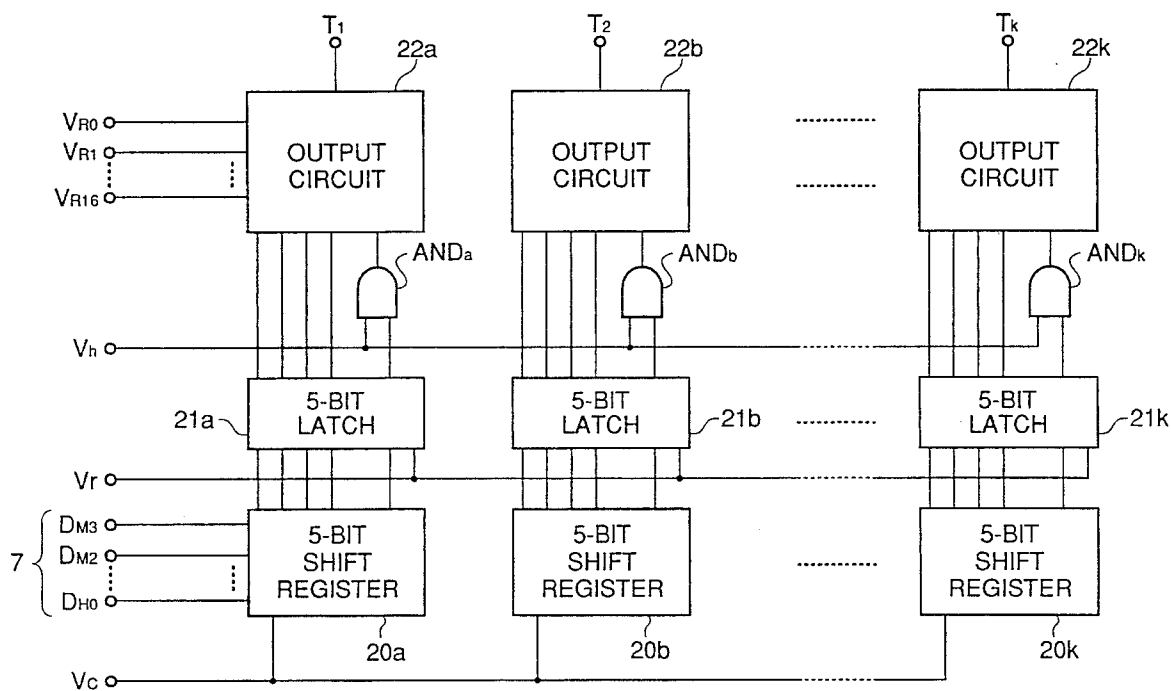 T1 T2 Tk
22a 22b 22k
VR0
VR1
VR16
OUTPUT CIRCUIT
OUTPUT CIRCUIT
OUTPUT CIRCUIT
ANDa ANDb ANDk
Vh
5-BIT LATCH
5-BIT LATCH
5-BIT LATCH
21a 21b 21k
Vr
7
DM3
DM2
DH0
5-BIT SHIFT REGISTER
5-BIT SHIFT REGISTER
5-BIT SHIFT REGISTER
20a 20b 20k
Vc